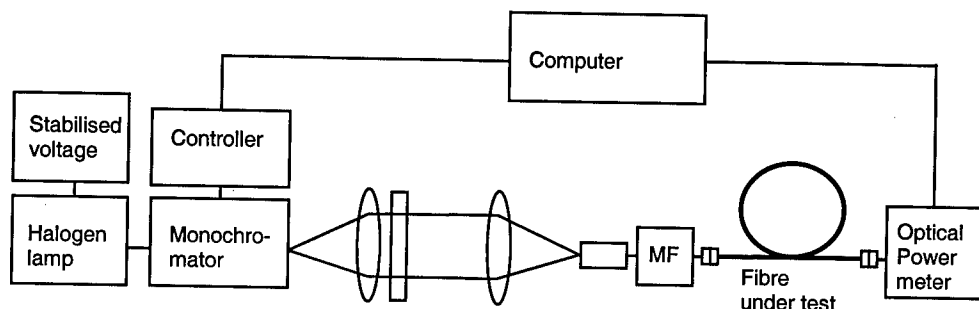 Computer
Stabilised
voltage
Controller
Halogen
lamp
Monochro-
mator
MF
Fibre
under test
Optical
Power
meter